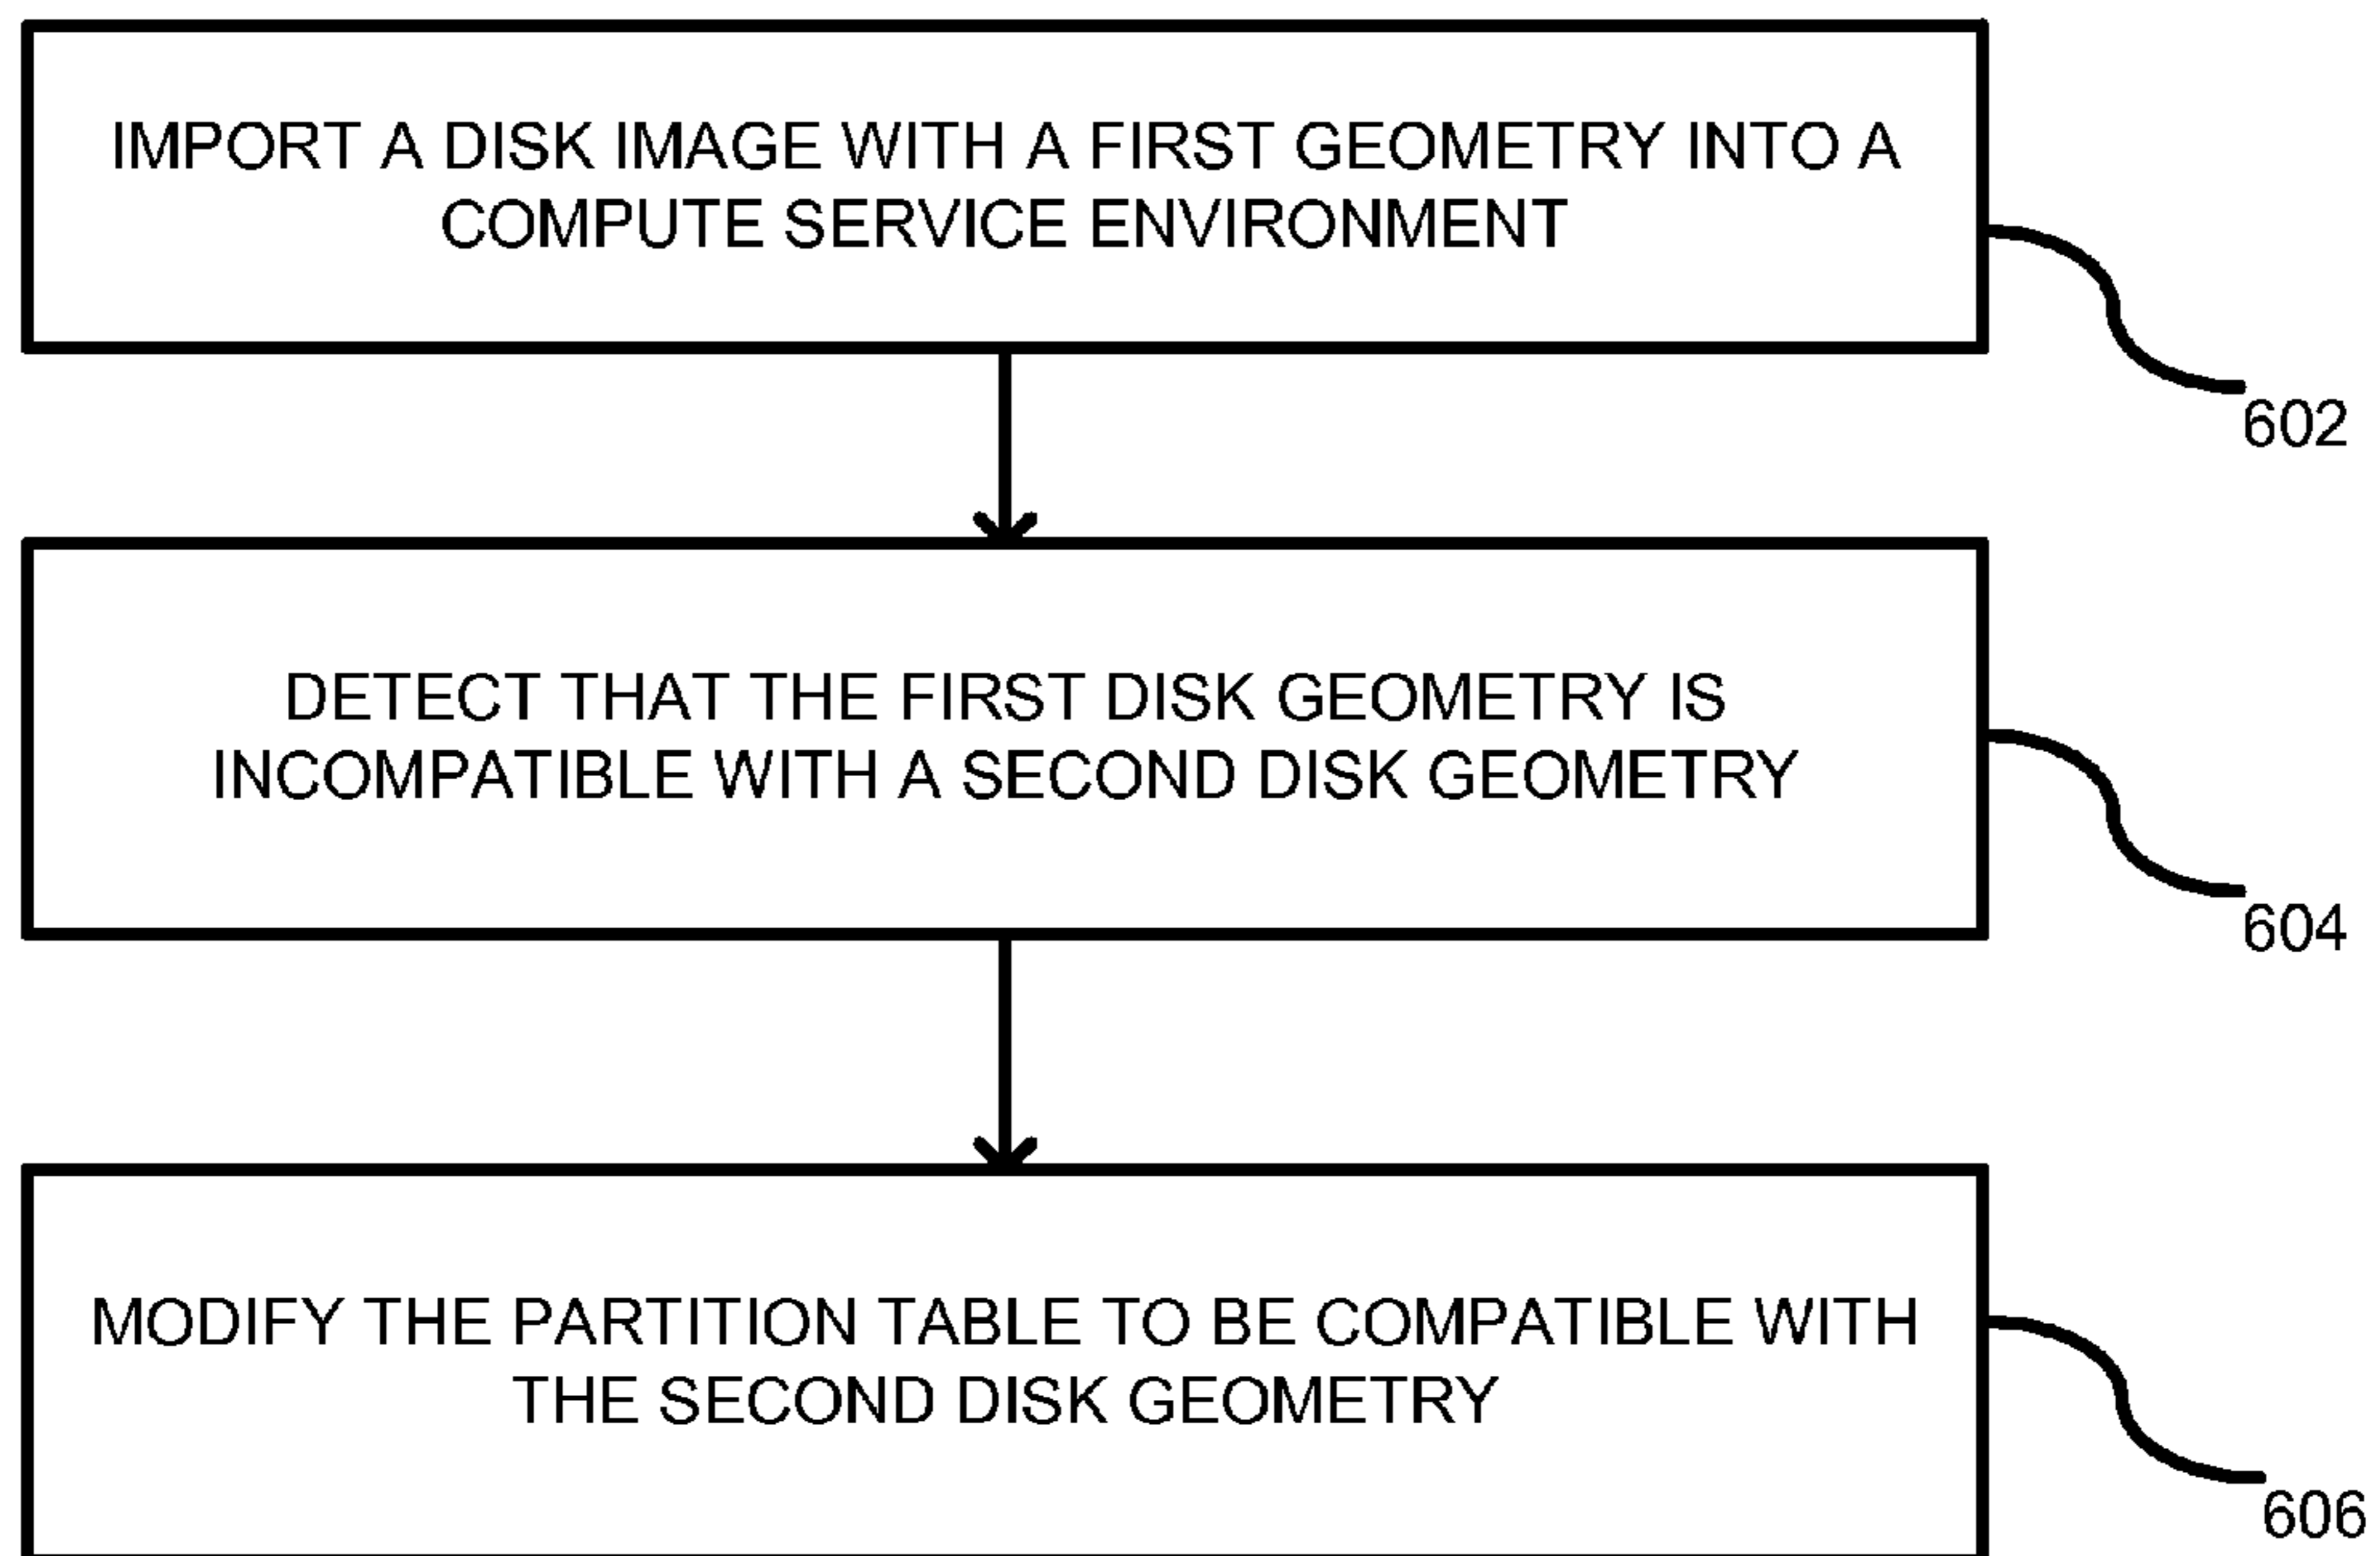 IMPORT A DISK IMAGE WITH A FIRST GEOMETRY INTO A
COMPUTE SERVICE ENVIRONMENT
602
DETECT THAT THE FIRST DISK GEOMETRY IS
INCOMPATIBLE WITH A SECOND DISK GEOMETRY
604
MODIFY THE PARTITION TABLE TO BE COMPATIBLE WITH
THE SECOND DISK GEOMETRY
606